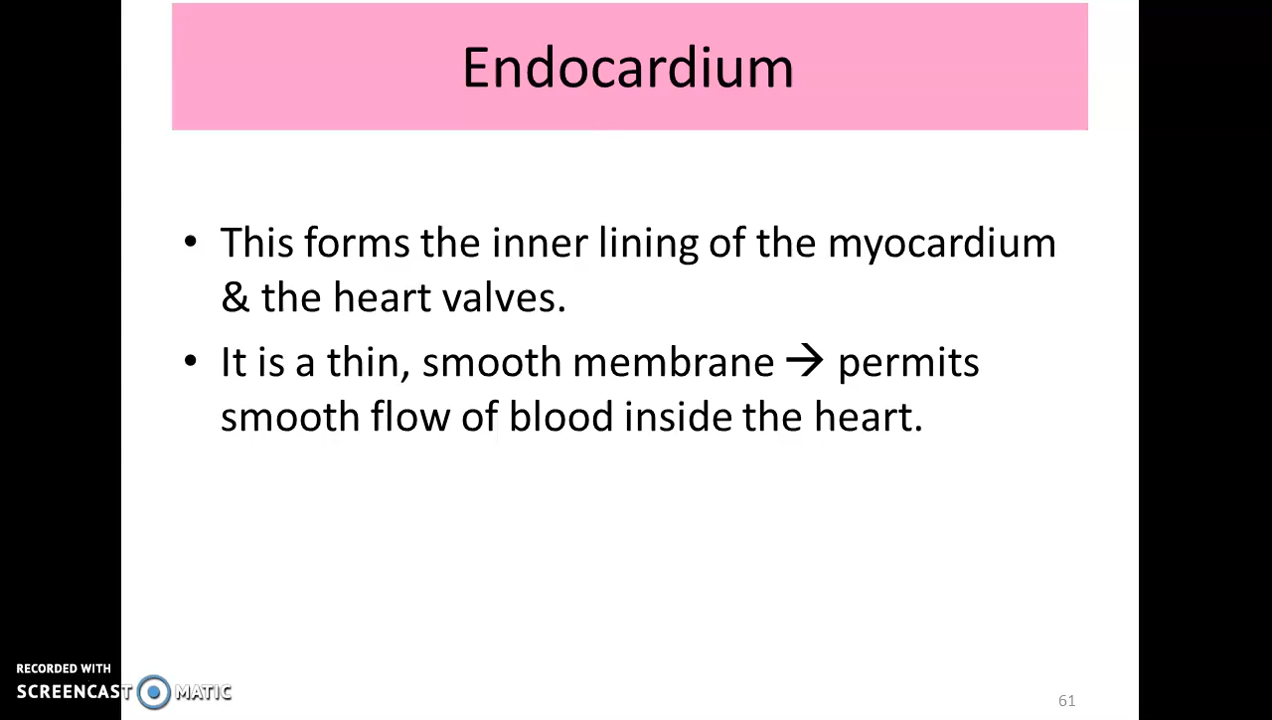 Endocardium
• This forms the inner lining of the myocardium
& the heart valves.
• It is a thin, smooth membrane → permits
smooth flow of blood inside the heart.
RECORDED WITH
SCREENCAST MATIC
61